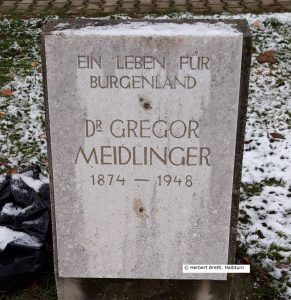 EIN LEBEN FÜR
BURGENLAND
DR GREGOR
MEIDLINGER
1874 — 1948
© Herbert Brettl, Halbturn